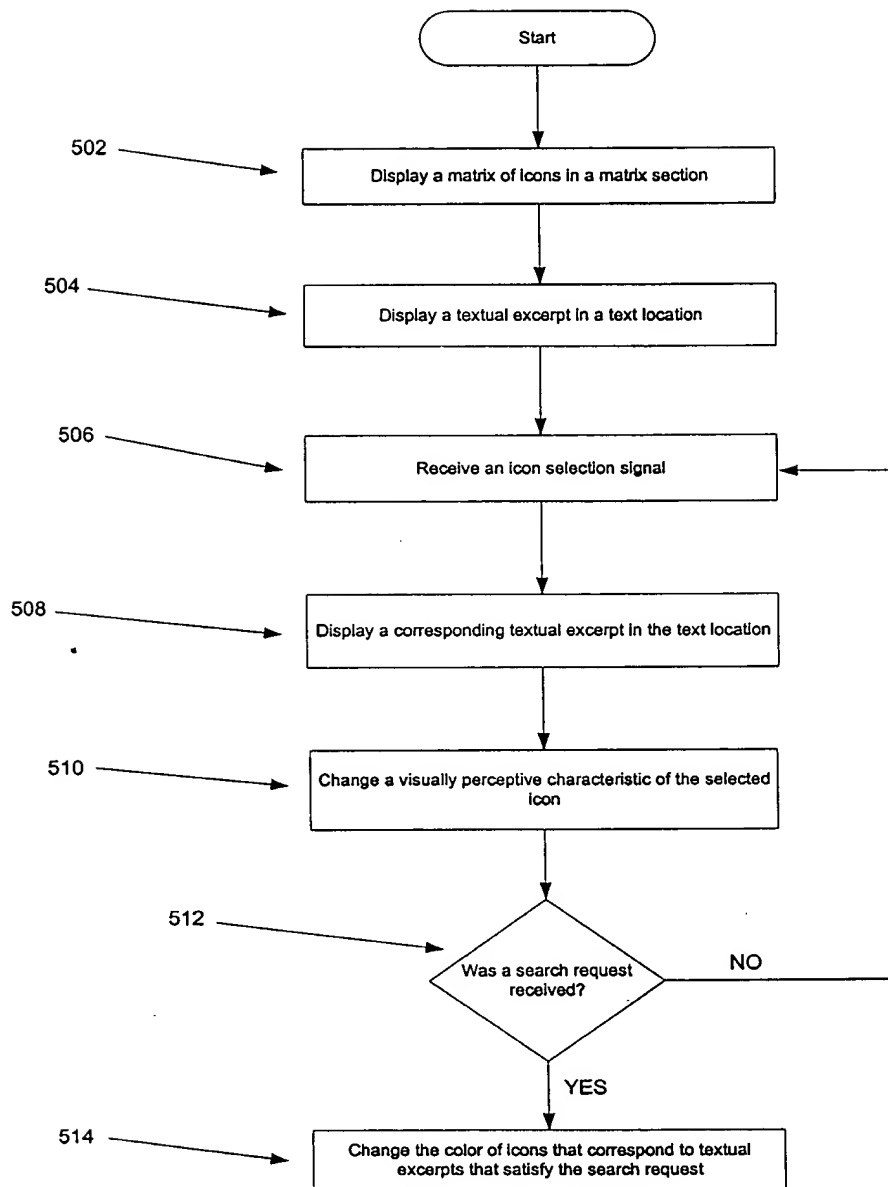 Start
502
Display a matrix of icons in a matrix section
504
Display a textual excerpt in a text location
506
Receive an icon selection signal
508
Display a corresponding textual excerpt in the text location
510
Change a visually perceptive characteristic of the selected
icon
512
Was a search request
received?
NO
YES
514
Change the color of icons that correspond to textual
excerpts that satisfy the search request